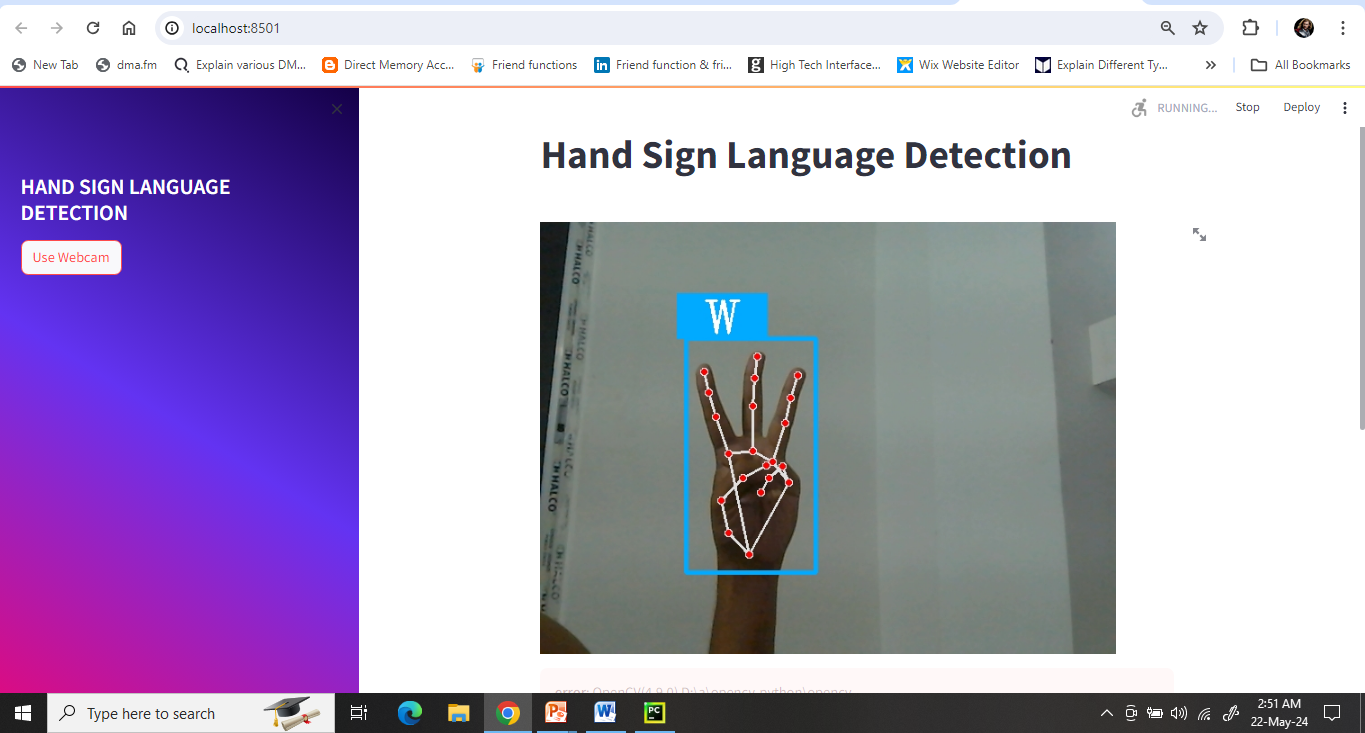 localhost:8501
New Tab
dma.fm
Explain various DM...
Direct Memory Acc...
Friend functions
Friend function & fri...
High Tech Interface...
Wix Website Editor
Explain Different Ty...
»
All Bookmarks
RUNNING...
Stop
Deploy
HAND SIGN LANGUAGE
DETECTION
Use Webcam
Hand Sign Language Detection
W
HALCO
error: OpenCV(4.9.0) D:\a\opencv-python\opencv-
Type here to search
2:51 AM
22-May-24